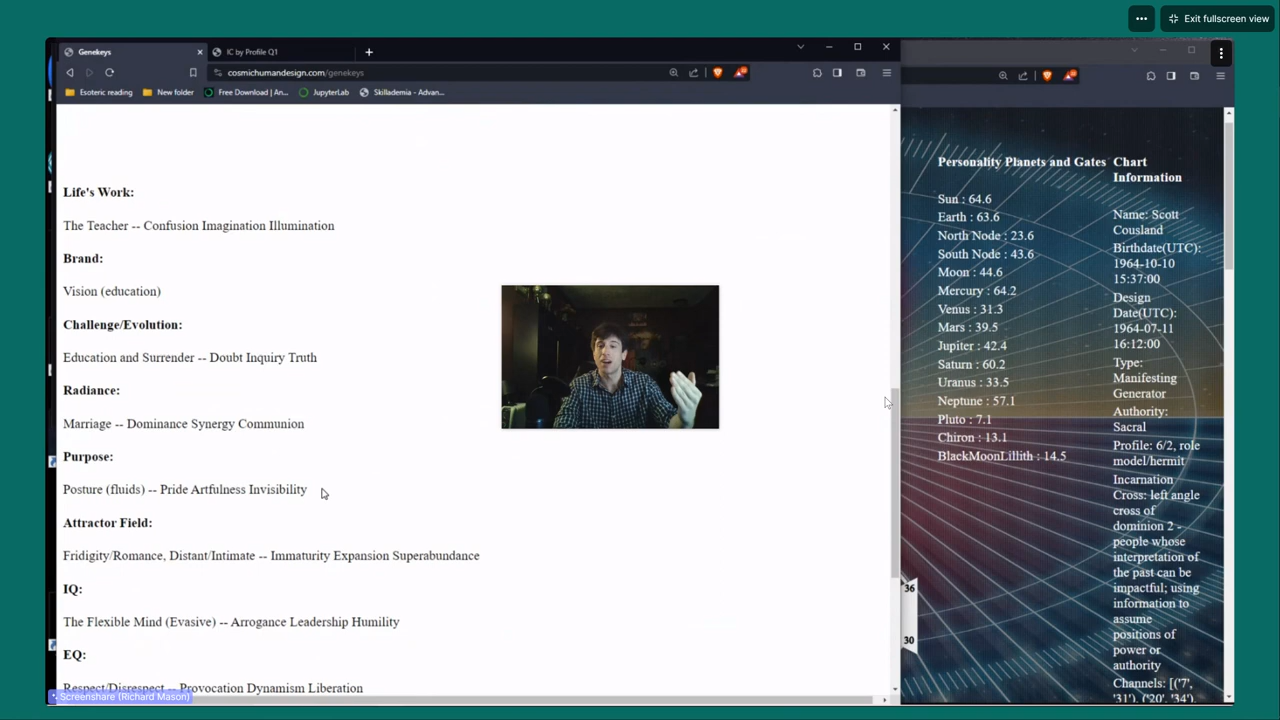 Exit fullscreen view
Genekeys
IC by Profile Q1
cosmichumandesign.com/genekeys
Esoteric reading
New folder
Free Download | An...
JupyterLab
Skillademia - Advan...
Life's Work:
The Teacher -- Confusion Imagination Illumination
Brand:
Vision (education)
Challenge/Evolution:
Education and Surrender -- Doubt Inquiry Truth
Radiance:
Marriage -- Dominance Synergy Communion
Purpose:
Posture (fluids) -- Pride Artfulness Invisibility
Attractor Field:
Fridigity/Romance, Distant/Intimate -- Immaturity Expansion Superabundance
IQ:
The Flexible Mind (Evasive) -- Arrogance Leadership Humility
EQ:
Respect/Disrespect -- Provocation Dynamism Liberation
Screenshare (Richard Mason)
Personality Planets and Gates
Sun : 64.6
Earth : 63.6
North Node : 23.6
South Node : 43.6
Moon : 44.6
Mercury : 64.2
Venus : 31.3
Mars : 39.5
Jupiter : 42.4
Saturn : 60.2
Uranus : 33.5
Neptune : 57.1
Pluto : 7.1
Chiron : 13.1
BlackMoonLillith : 14.5
Chart
Information
Name: Scott
Cousland
Birthdate(UTC):
1964-10-10
15:37:00
Design
Date(UTC):
1964-07-11
16:12:00
Type:
Manifesting
Generator
Authority:
Sacral
Profile: 6/2, role
model/hermit
Incarnation
Cross: left angle
cross of
dominion 2 -
people whose
interpretation of
the past can be
impactful; using
information to
assume
positions of
power or
authority
Channels: [('7',
'31'), ('20', '34'),
36
30